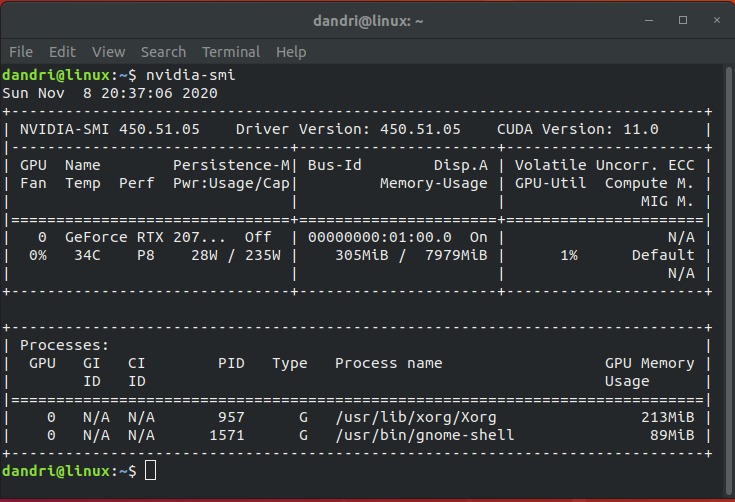 dandri@linux: ~
File Edit View Search Terminal Help
dandri@linux:~$ nvidia-smi
Sun Nov  8 20:37:06 2020
+-----------------------------------------------------------------------------+
| NVIDIA-SMI 450.51.05    Driver Version: 450.51.05    CUDA Version: 11.0     |
|-------------------------------+----------------------+----------------------+
| GPU  Name        Persistence-M| Bus-Id        Disp.A | Volatile Uncorr. ECC |
| Fan  Temp  Perf  Pwr:Usage/Cap|         Memory-Usage | GPU-Util  Compute M. |
|                               |                      |               MIG M. |
|===============================+======================+======================|
|   0  GeForce RTX 207...  Off  | 00000000:01:00.0  On |                  N/A |
|  0%   34C    P8    28W / 235W |    305MiB /  7979MiB |      1%      Default |
|                               |                      |                  N/A |
+-------------------------------+----------------------+----------------------+
+-----------------------------------------------------------------------------+
| Processes:                                                                  |
|  GPU   GI   CI        PID   Type   Process name                  GPU Memory |
|        ID   ID                                                   Usage      |
|=============================================================================|
|    0   N/A  N/A       957      G   /usr/lib/xorg/Xorg                213MiB |
|    0   N/A  N/A      1571      G   /usr/bin/gnome-shell               89MiB |
+-----------------------------------------------------------------------------+
dandri@linux:~$